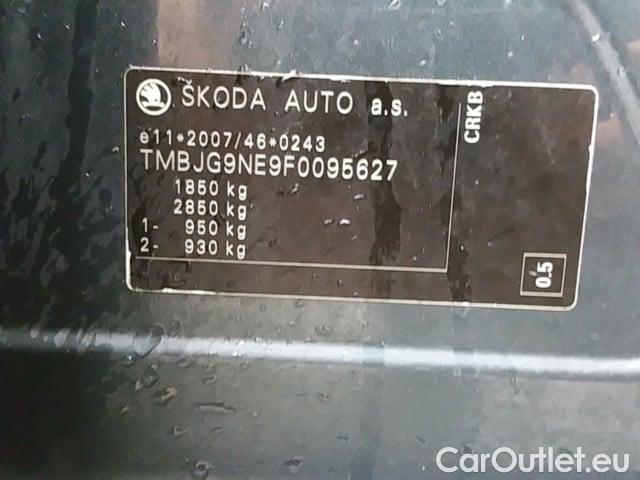 ŠKODA AUTO a.s.
e11*2007/46*0243
TMBJG9NE9F0095627
1850 kg
2850 kg
1- 950 kg
2- 930 kg
CRKB
0.5
CarOutlet.eu